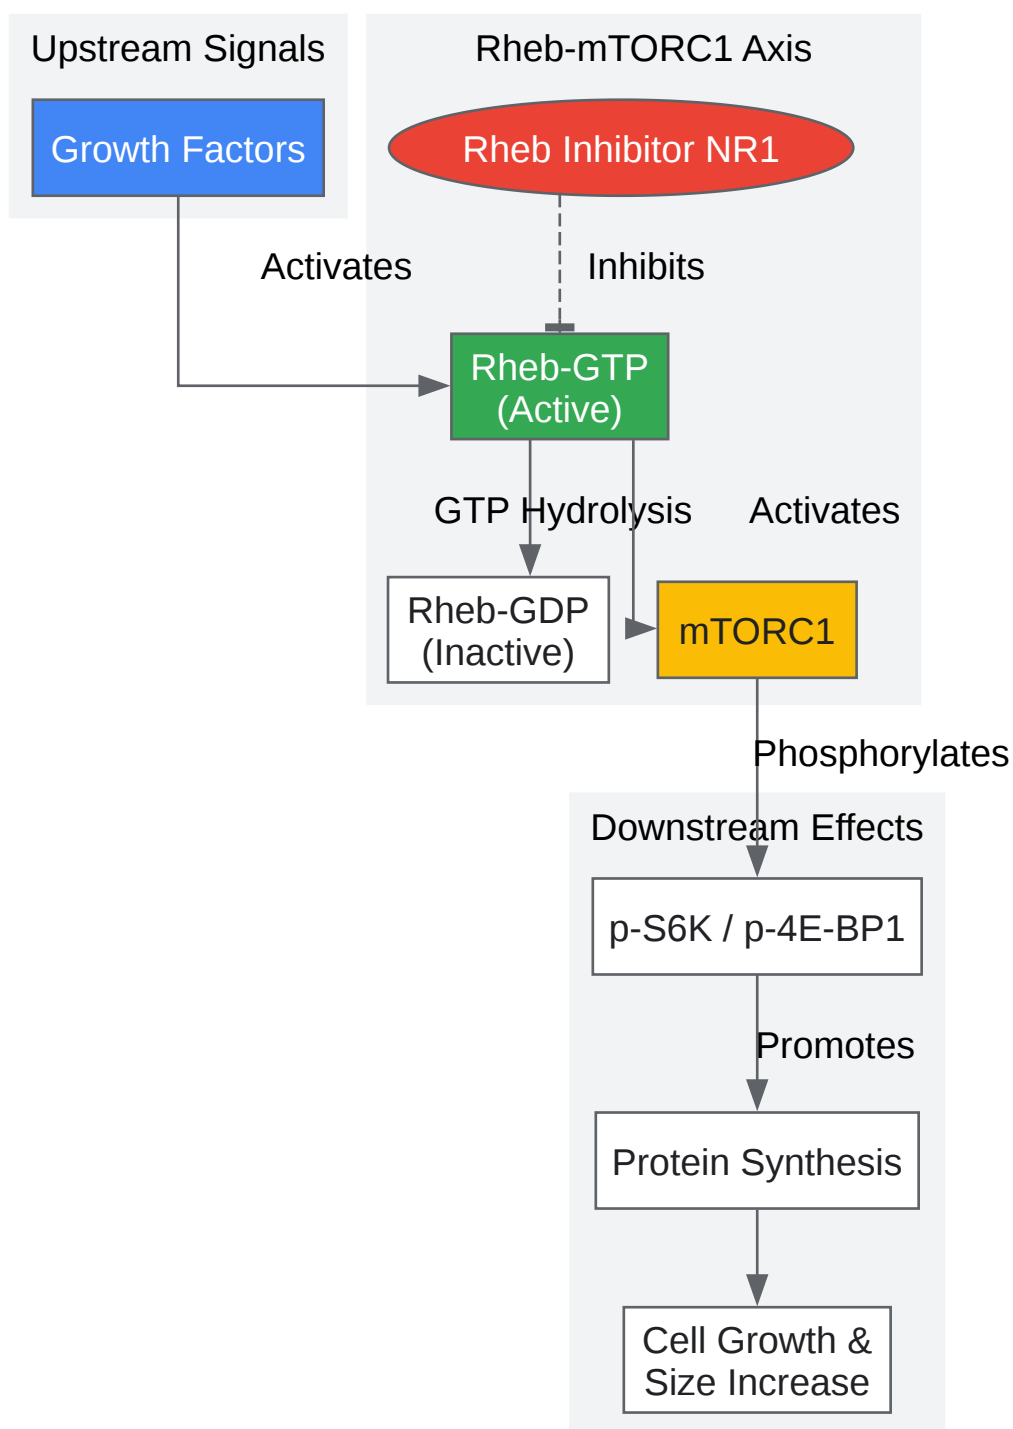 Upstream Signals
Rheb-mTORC1 Axis
Growth Factors
Rheb Inhibitor NR1
Activates
Inhibits
Rheb-GTP
(Active)
GTP Hydrolysis
Activates
Rheb-GDP
(Inactive)
mTORC1
Phosphorylates
Downstream Effects
p-S6K / p-4E-BP1
Promotes
Protein Synthesis
Cell Growth &
Size Increase